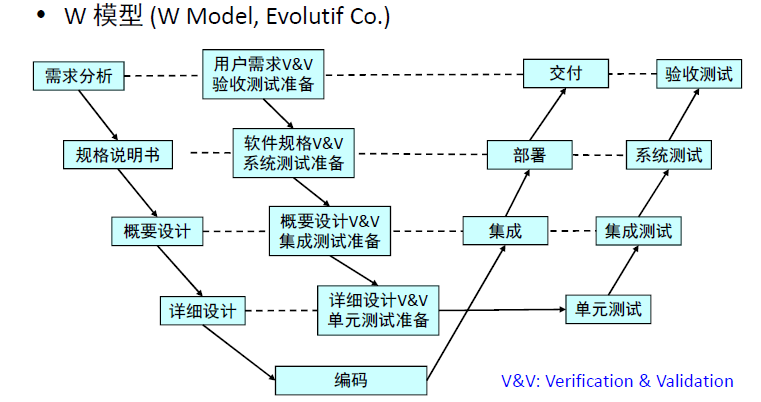 • W 模型 (W Model, Evolutif Co.)
需求分析
用户需求V&V
验收测试准备
交付
验收测试
规格说明书
软件规格V&V
系统测试准备
部署
系统测试
概要设计
概要设计V&V
集成测试准备
集成
集成测试
详细设计
详细设计V&V
单元测试准备
单元测试
编码
V&V: Verification & Validation